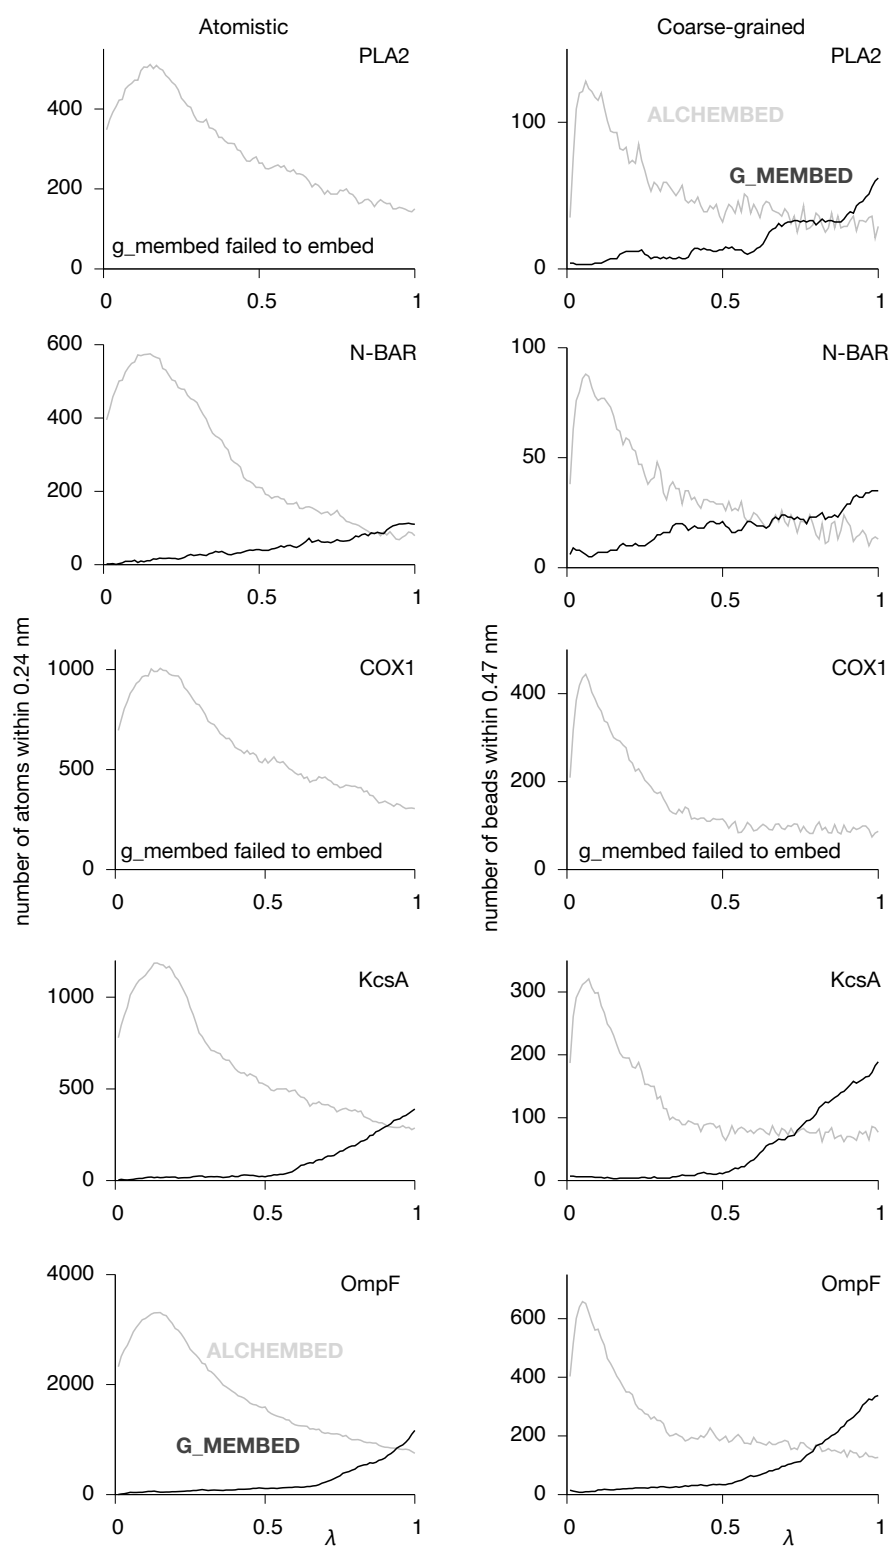 Atomistic
Coarse-grained
PLA2
400
200
0
g_membed failed to embed
0
0.5
1
PLA2
100
0
ALCHEMBED
G_MEMBED
0
0.5
1
N-BAR
600
400
200
0
0
0.5
1
N-BAR
100
50
0
0
0.5
1
number of atoms within 0.24 nm
COX1
1000
500
0
g_membed failed to embed
0
0.5
1
number of beads within 0.47 nm
COX1
400
200
0
g_membed failed to embed
0
0.5
1
KcsA
1000
500
0
0
0.5
1
KcsA
300
200
100
0
0
0.5
1
OmpF
4000
2000
0
ALCHEMBED
G_MEMBED
0
0.5
1
λ
OmpF
600
400
200
0
0
0.5
1
λ